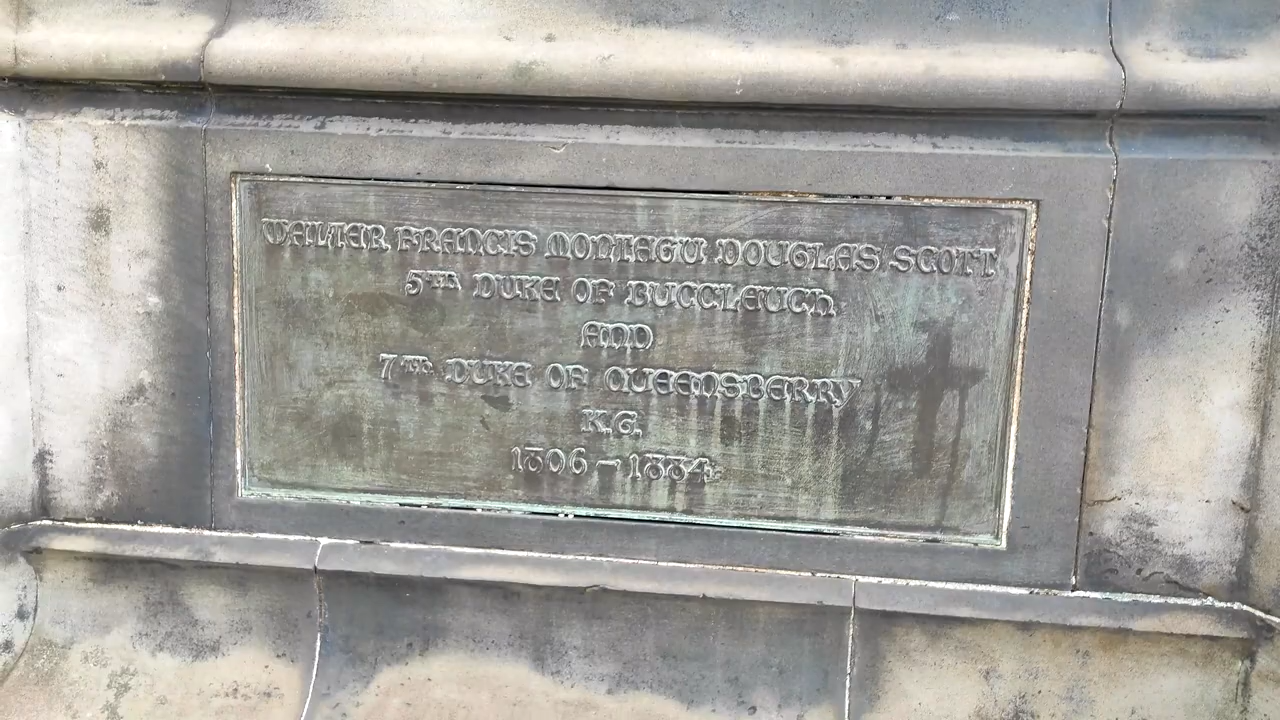 WALTER FRANCIS MONTAGU DOUGLAS SCOTT
5TH DUKE OF BUCCLEUCH
AND
7TH DUKE OF QUEENSBERRY
K.G.
1806 – 1884